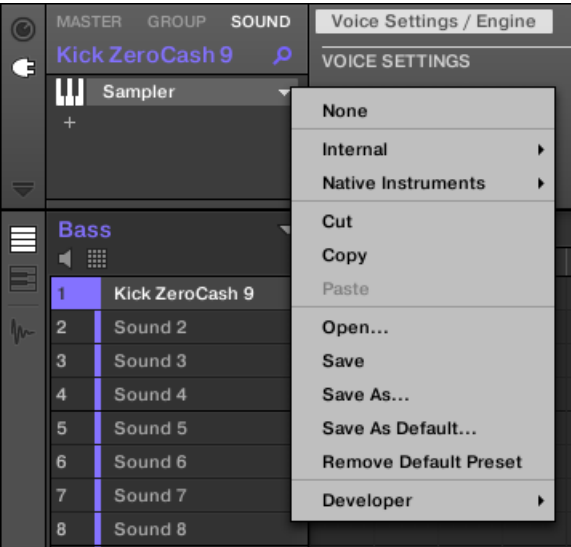 MASTER GROUP SOUND
Kick ZeroCash 9
Sampler
+
Voice Settings / Engine
VOICE SETTINGS
None
Internal
Native Instruments
Cut
Copy
Paste
Open...
Save
Save As...
Save As Default...
Remove Default Preset
Developer
Bass
1 Kick ZeroCash 9
2 Sound 2
3 Sound 3
4 Sound 4
5 Sound 5
6 Sound 6
7 Sound 7
8 Sound 8